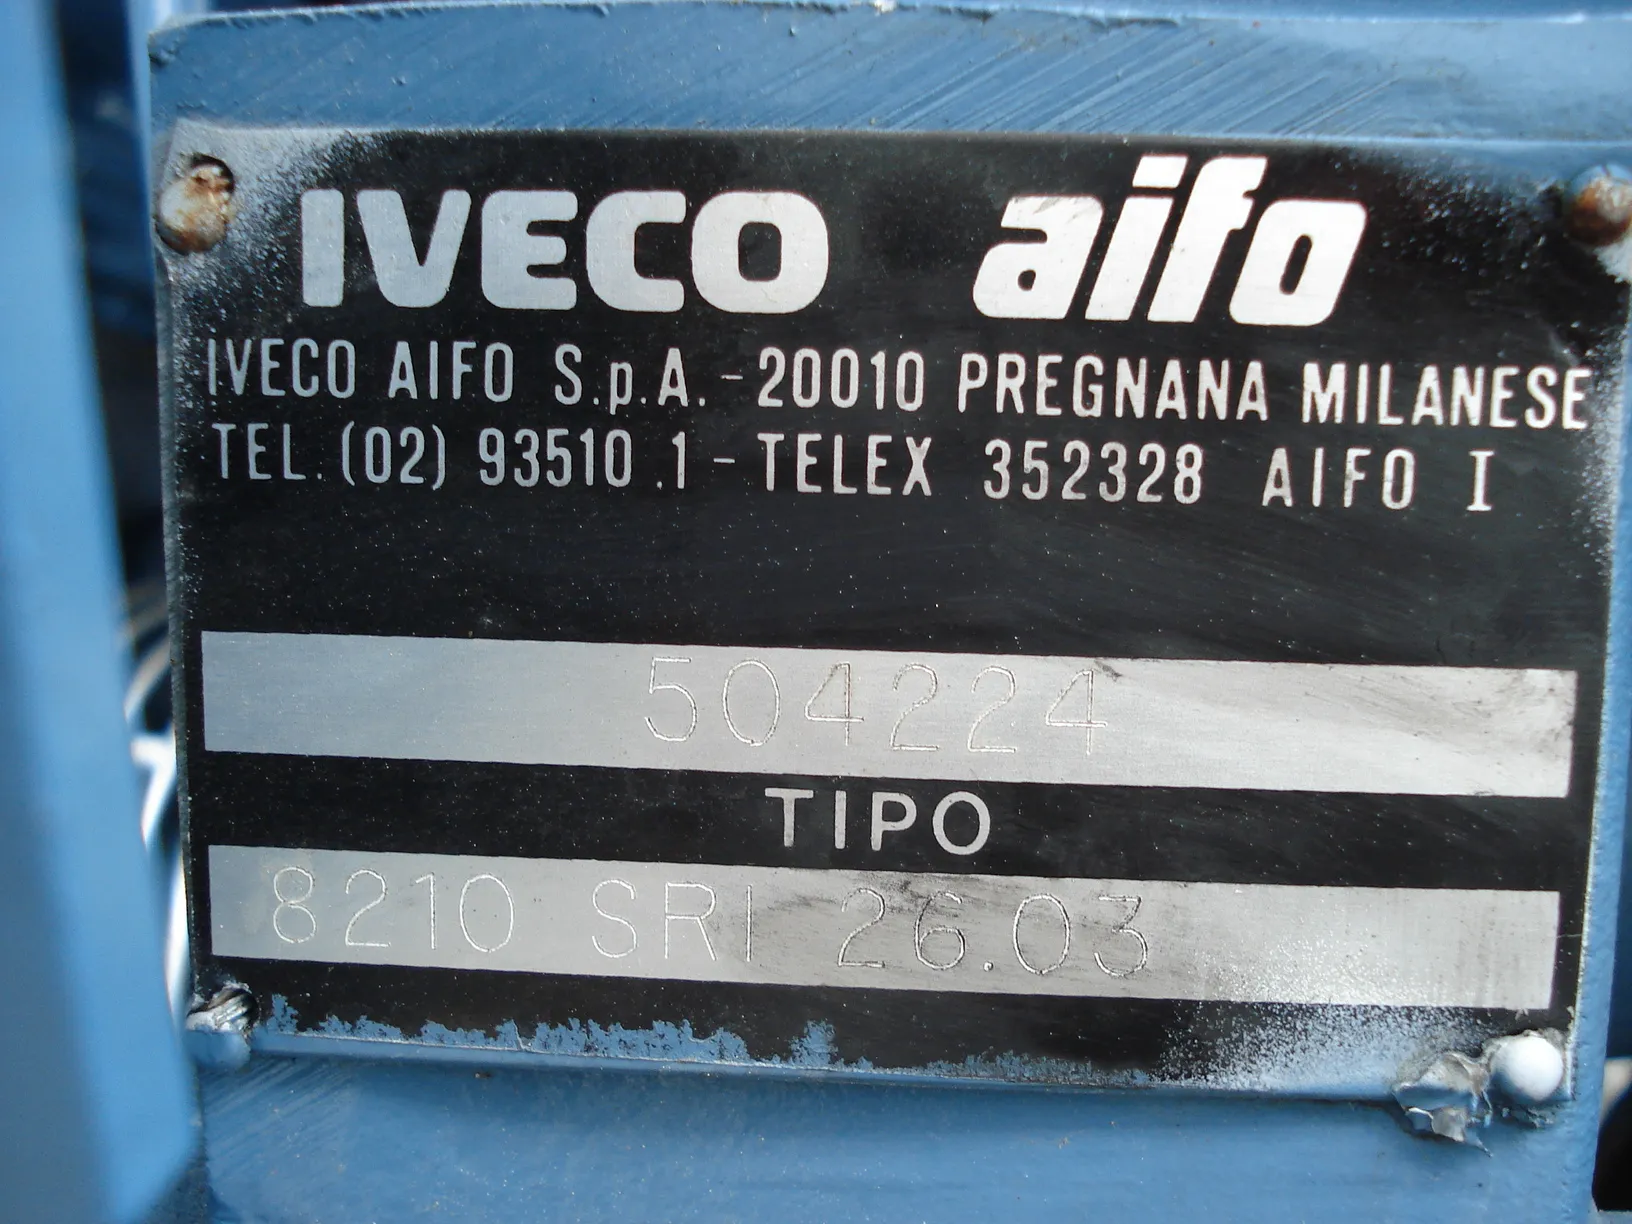 IVECO aifo
IVECO AIFO S.p.A. - 20010 PREGNANA MILANESE
TEL. (02) 93510.1 - TELEX 352328 AIFO I
504224
TIPO
8210 SRI 26.03